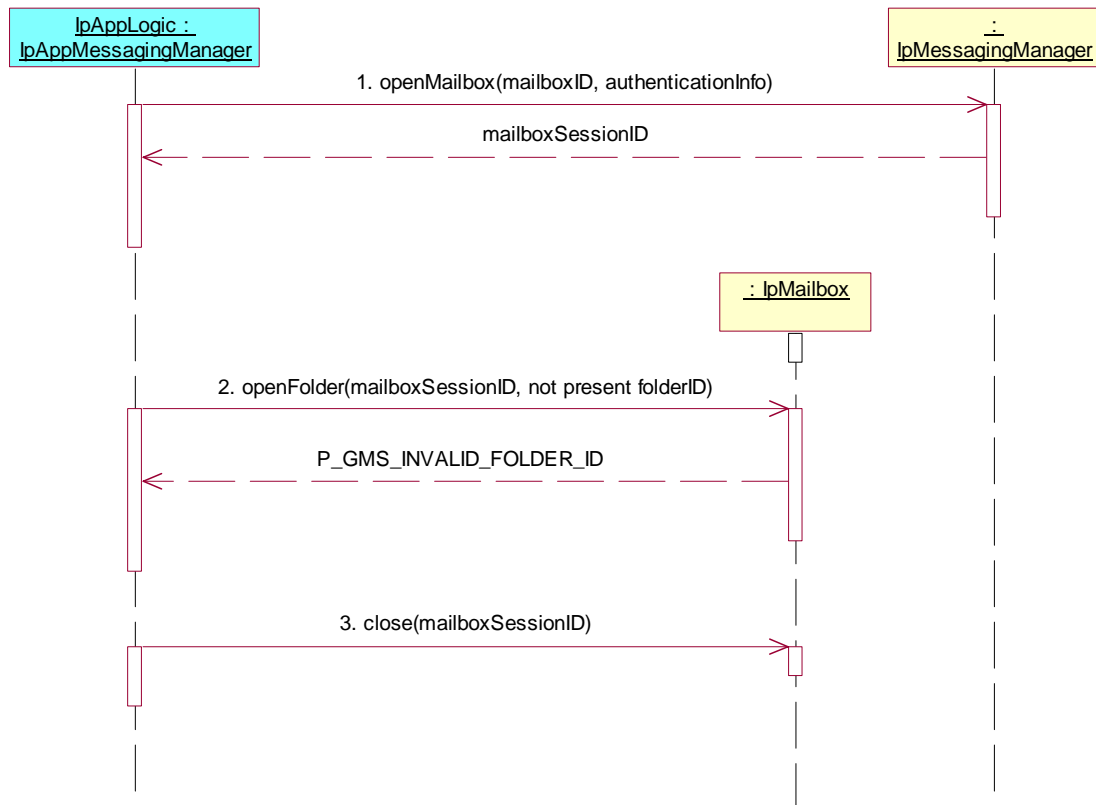 IpAppLogic :
IpAppMessagingManager
:
IpMessagingManager
1. openMailbox(mailboxID, authenticationInfo)
mailboxSessionID
: IpMailbox
2. openFolder(mailboxSessionID, not present folderID)
P_GMS_INVALID_FOLDER_ID
3. close(mailboxSessionID)